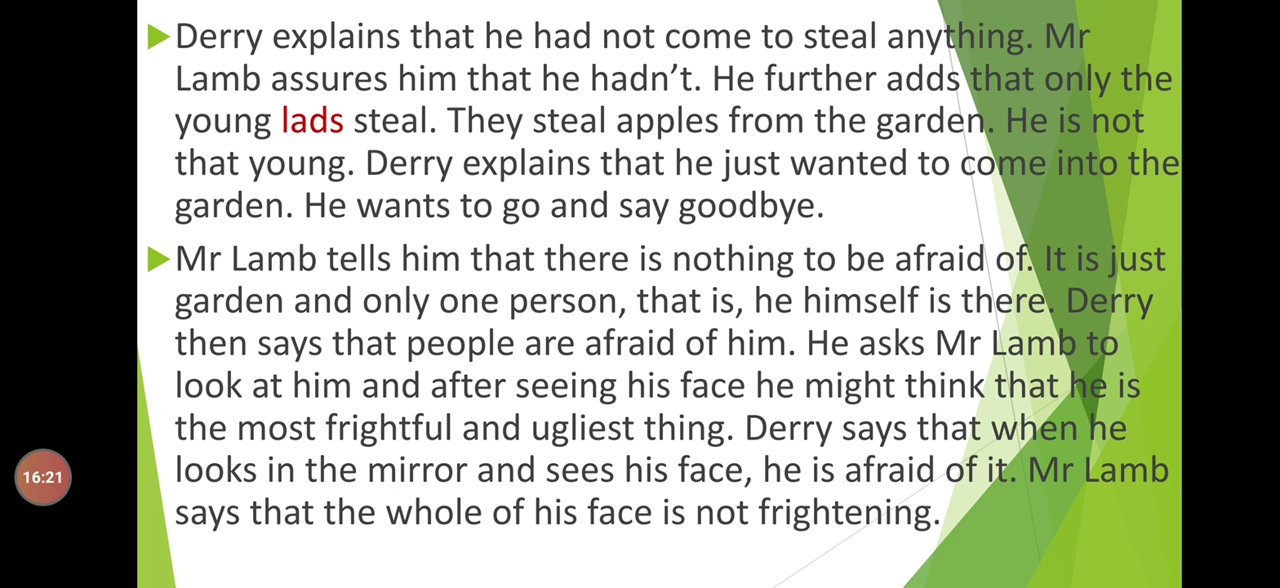 Derry explains that he had not come to steal anything. Mr
Lamb assures him that he hadn’t. He further adds that only the
young lads steal. They steal apples from the garden. He is not
that young. Derry explains that he just wanted to come into the
garden. He wants to go and say goodbye.
Mr Lamb tells him that there is nothing to be afraid of. It is just
garden and only one person, that is, he himself is there. Derry
then says that people are afraid of him. He asks Mr Lamb to
look at him and after seeing his face he might think that he is
the most frightful and ugliest thing. Derry says that when he
looks in the mirror and sees his face, he is afraid of it. Mr Lamb
says that the whole of his face is not frightening.
16:21